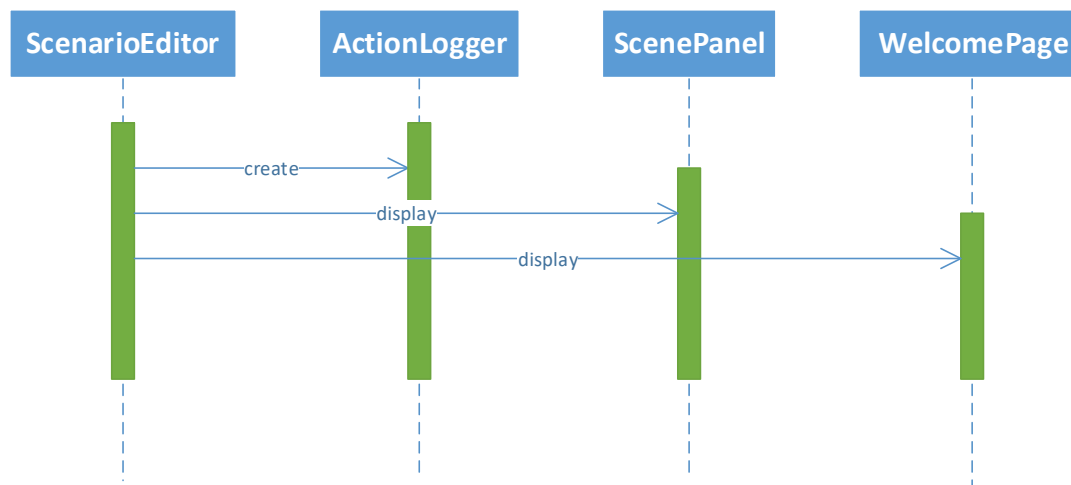 ScenarioEditor
ActionLogger
ScenePanel
WelcomePage
create
display
display